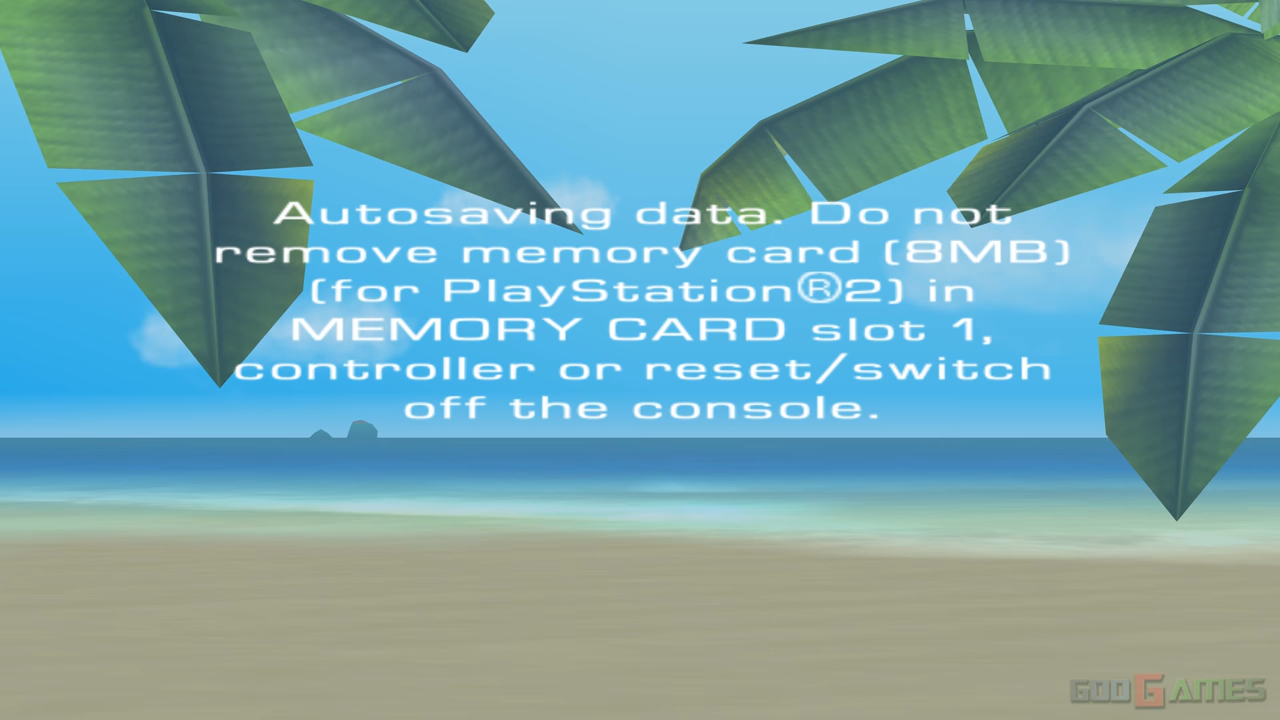 Autosaving data. Do not
remove memory card (8MB)
(for PlayStation®2) in
MEMORY CARD slot 1,
controller or reset/switch
off the console.
GODGAMES